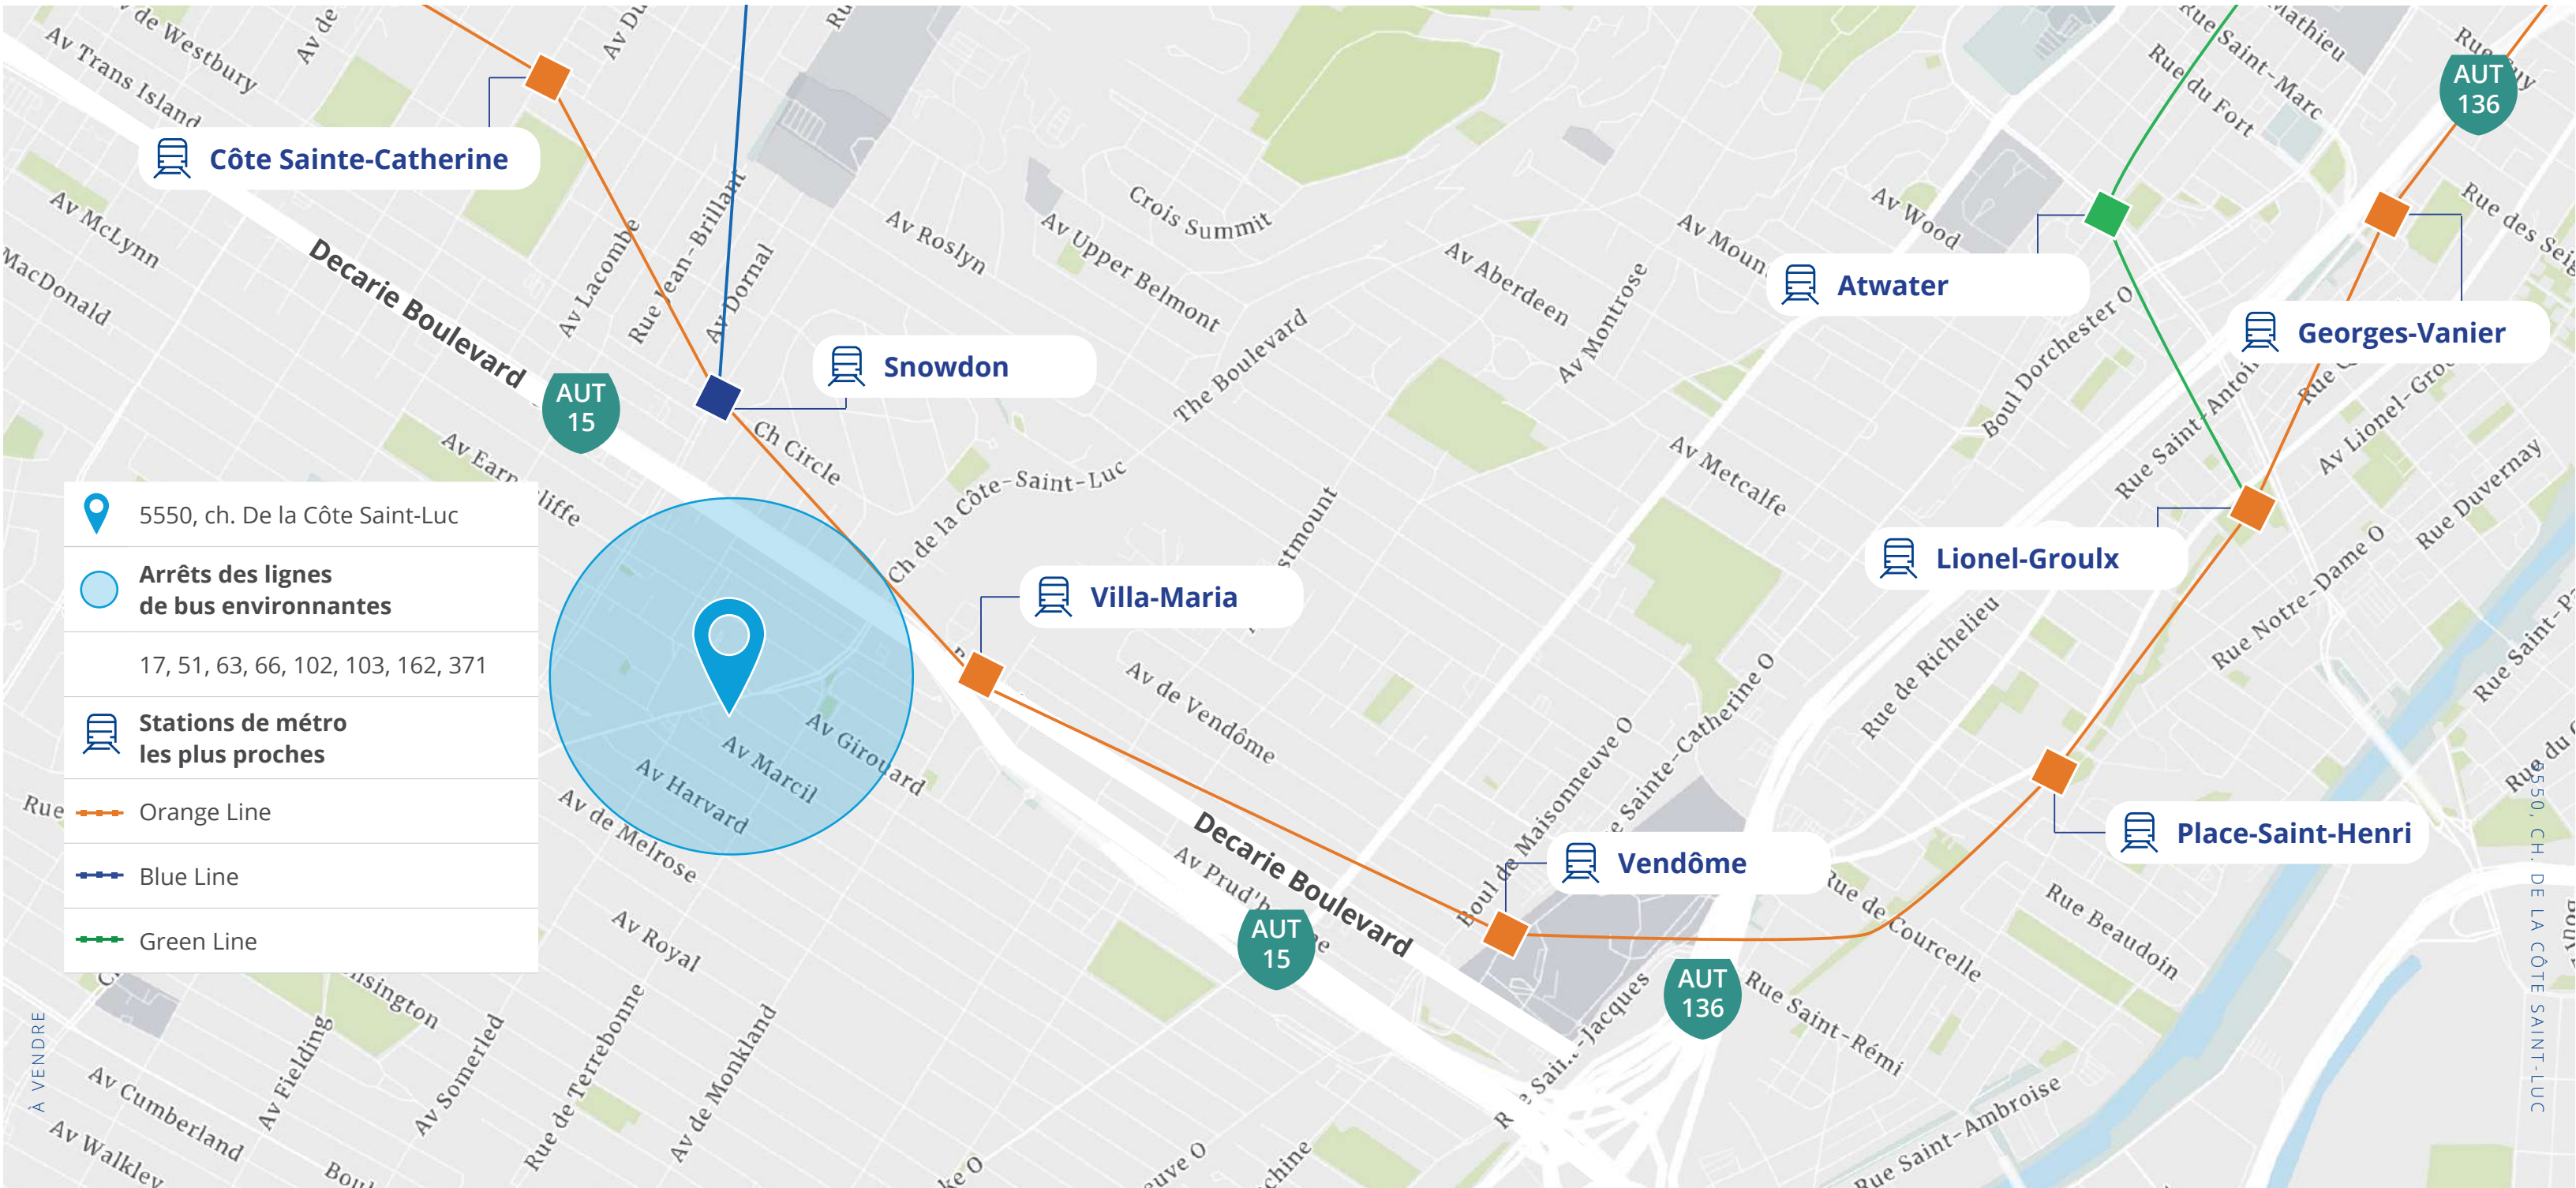 de Westbury
Av de
Av Du
Av Trans Island
Côte Sainte-Catherine
Av McLynn
MacDonald
Decarie Boulevard
Av Lacombe
Rue Jean-Brillant
Av Dornal
AUT
15
Snowdon
Ch Circle
Av Roslyn
Av Upper Belmont
Crois Summit
The Boulevard
Av Aberdeen
Av Montrose
Av Wood
Atwater
Rue Saint-Marc
Rue du Fort
Mathieu
AUT
136
Rue des
Georges-Vanier
Boul Dorchester O
Av Metcalfe
Rue Duvernay
Lionel-Groulx
Rue Notre-Dame O
Ch de la Côte-Saint-Luc
Villa-Maria
Av de Vendôme
Rue de Richelieu
5550, ch. De la Côte Saint-Luc
Arrêts des lignes
de bus environnantes
17, 51, 63, 66, 102, 103, 162, 371
Stations de métro
les plus proches
Orange Line
Blue Line
Green Line
Av Girouard
Av Marcil
Av Harvard
Av de Melrose
Av Royal
Decarie Boulevard
AUT
15
Boul de Maisonneuve O
Sainte-Catherine O
Vendôme
Place-Saint-Henri
AUT
136
Rue de Courcelle
Rue Beaudoin
Rue Saint-Rémi
Rue Saint-Ambroise
Av Fielding
Av Somerled
Rue de Terrebonne
Av de Monkland
Av Cumberland
Av Walkley
À VENDRE
5550, CH. DE LA CÔTE SAINT-LUC